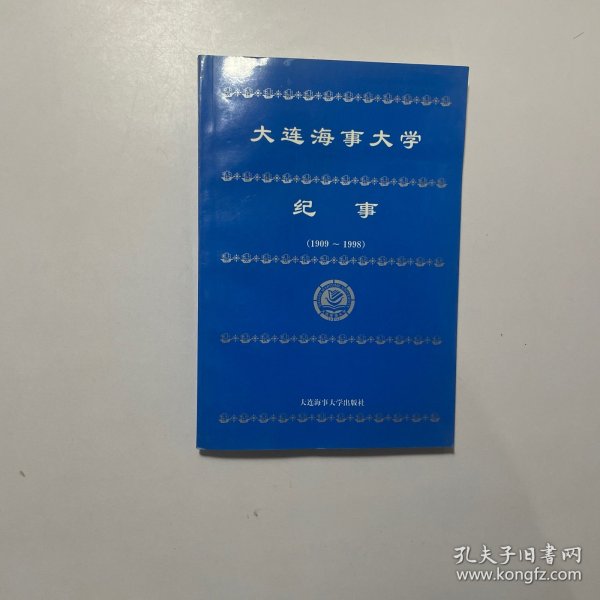 大连海事大学
纪 事
(1909～1998)
大连海事大学出版社
孔夫子旧书网
www.kongfz.com